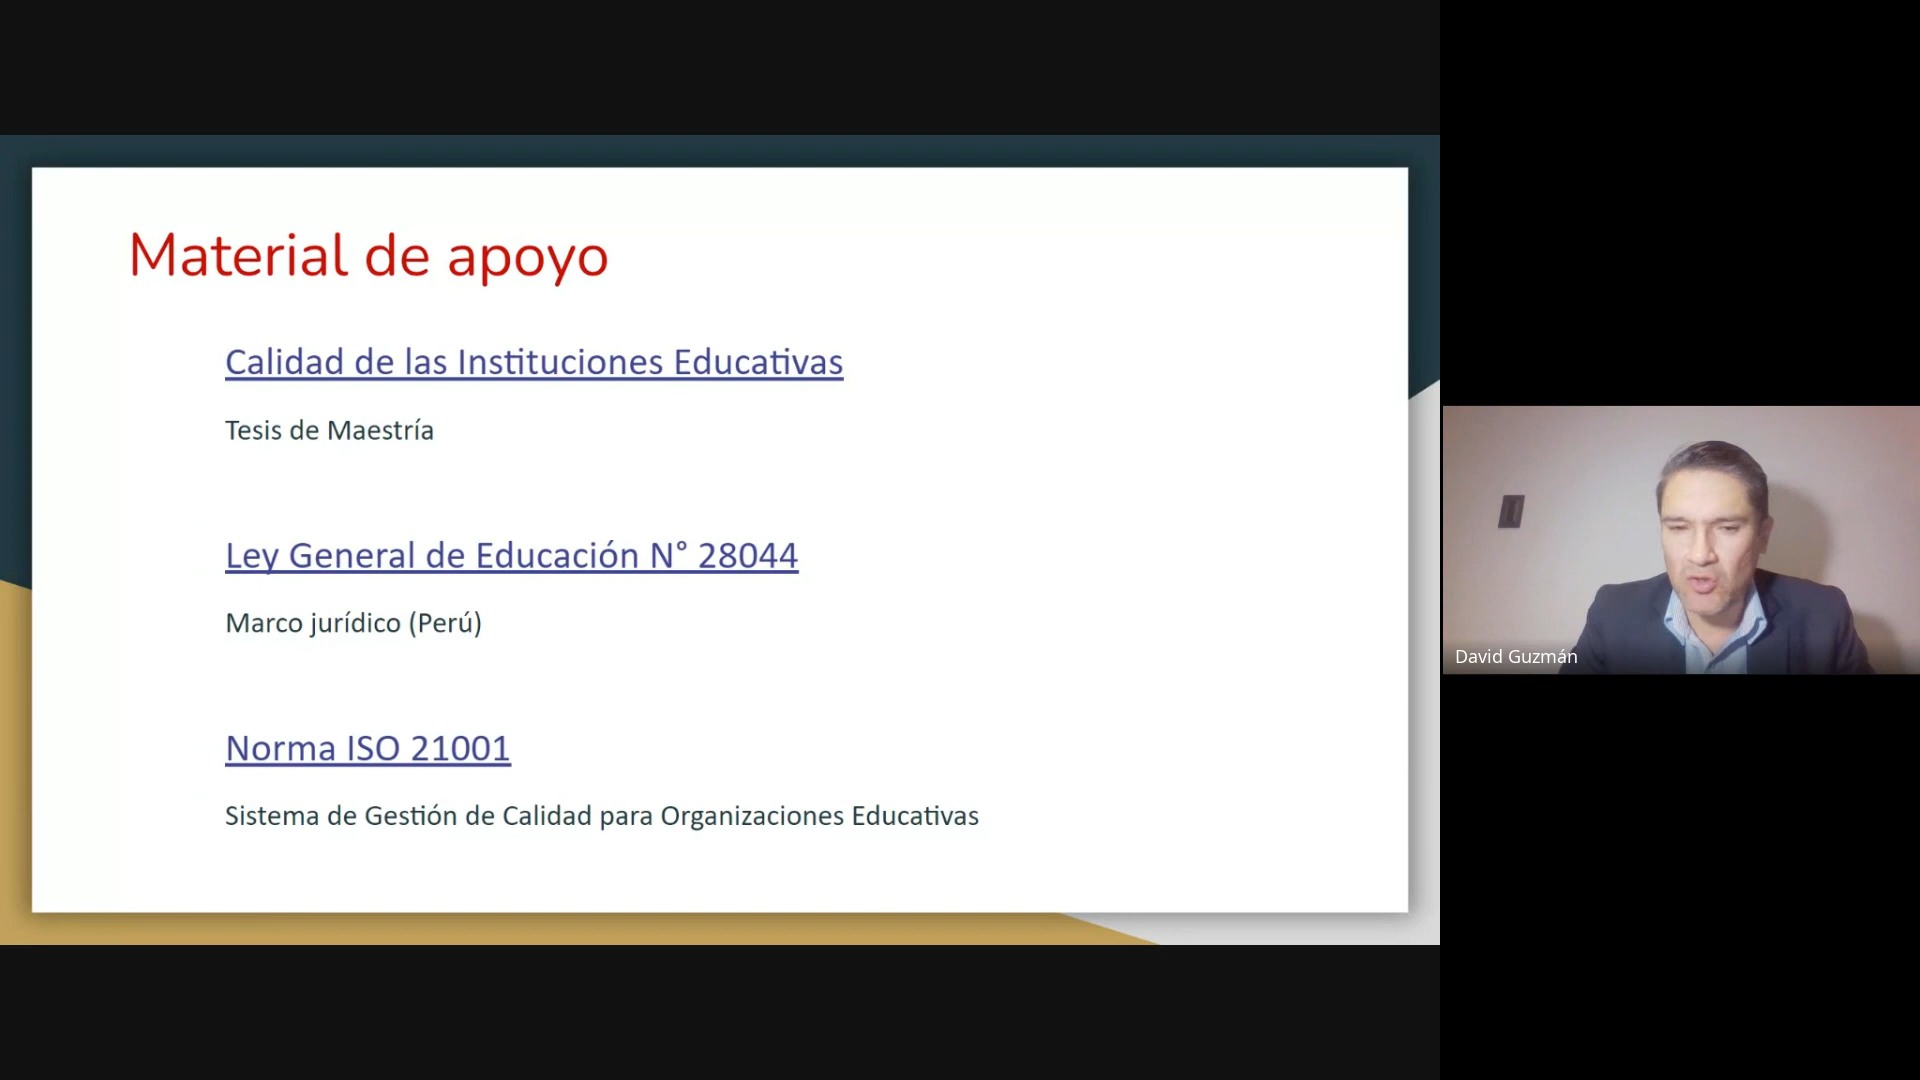 Material de apoyo
Calidad de las Instituciones Educativas
Tesis de Maestría
Ley General de Educación N° 28044
Marco jurídico (Perú)
Norma ISO 21001
Sistema de Gestión de Calidad para Organizaciones Educativas
David Guzmán